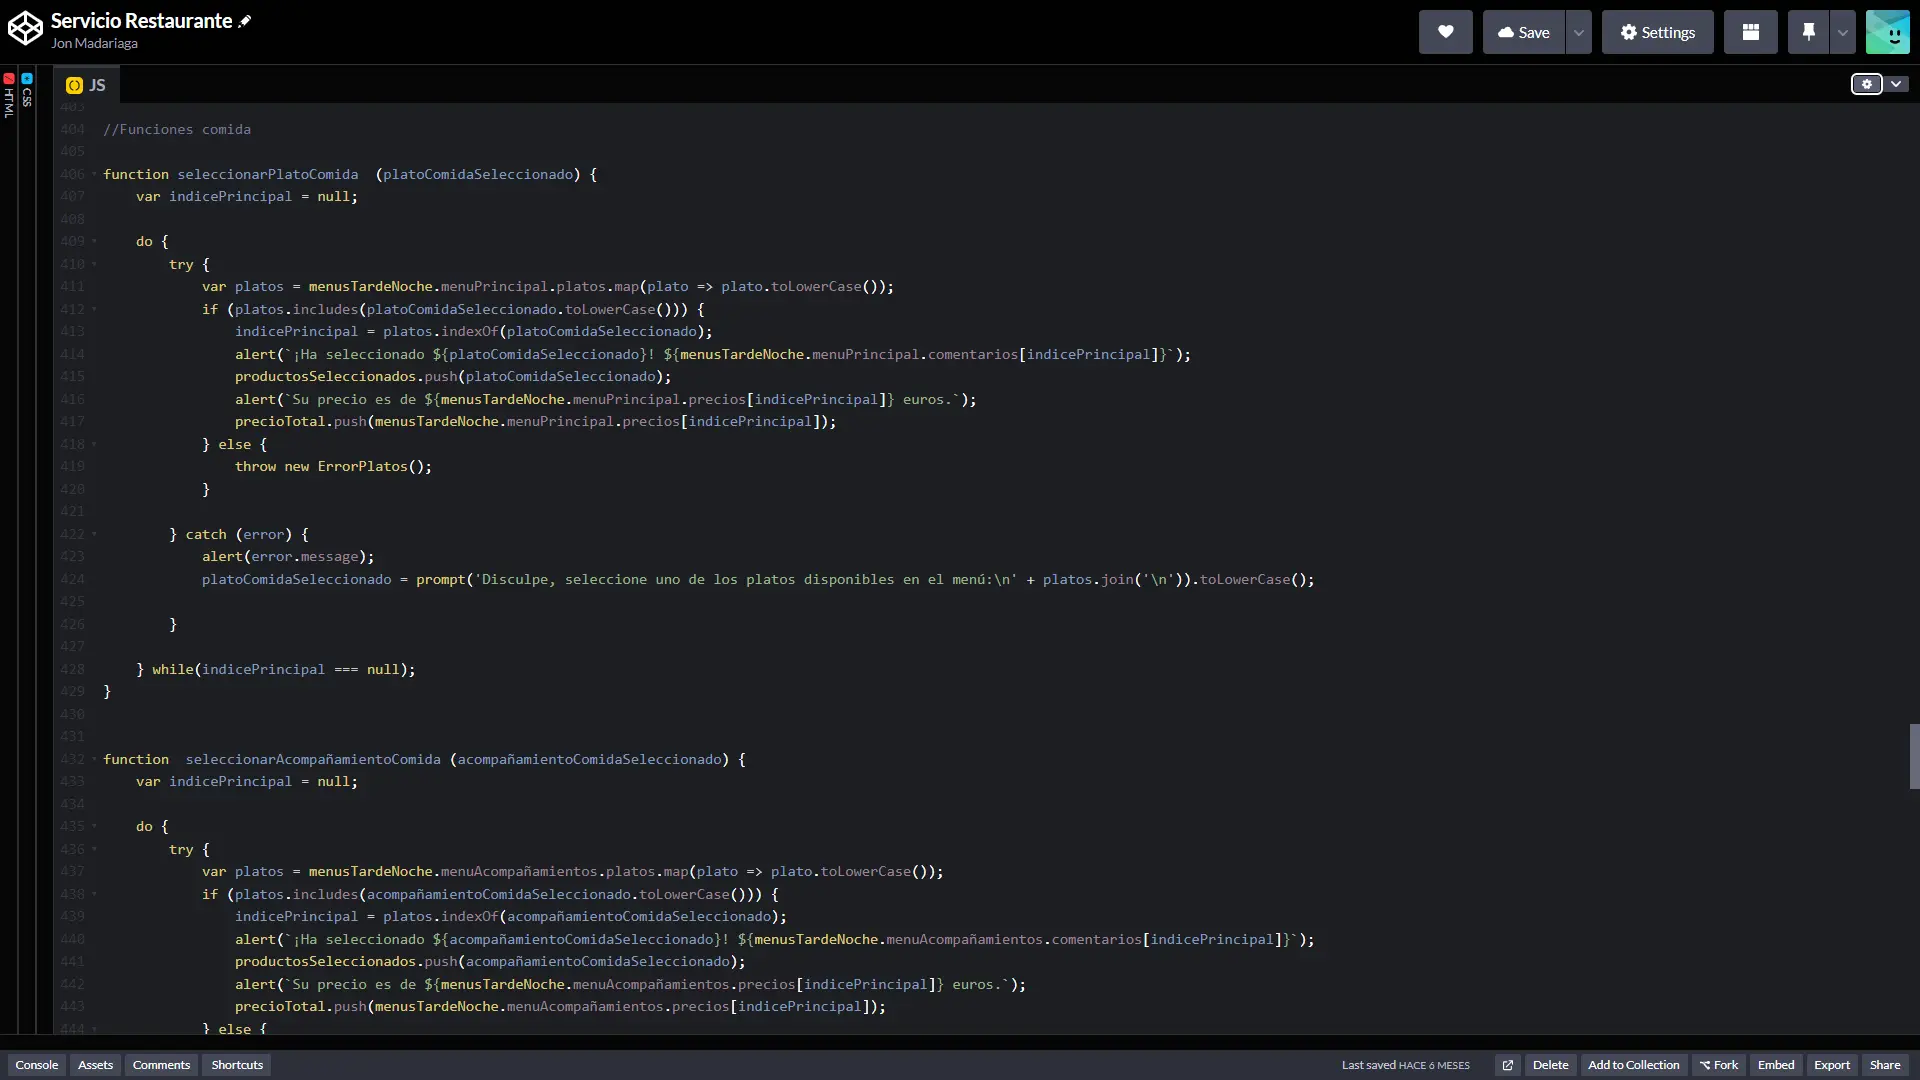 Servicio Restaurante
Jon Madariaga
Save
Settings
HTML
CSS
JS
403
404 //Funciones comida
405
406 function seleccionarPlatoComida  (platoComidaSeleccionado) {
407     var indicePrincipal = null;
408
409     do {
410         try {
411             var platos = menusTardeNoche.menuPrincipal.platos.map(plato => plato.toLowerCase());
412             if (platos.includes(platoComidaSeleccionado.toLowerCase())) {
413                 indicePrincipal = platos.indexOf(platoComidaSeleccionado);
414                 alert(`¡Ha seleccionado ${platoComidaSeleccionado}! ${menusTardeNoche.menuPrincipal.comentarios[indicePrincipal]}`);
415                 productosSeleccionados.push(platoComidaSeleccionado);
416                 alert(`Su precio es de ${menusTardeNoche.menuPrincipal.precios[indicePrincipal]} euros.`);
417                 precioTotal.push(menusTardeNoche.menuPrincipal.precios[indicePrincipal]);
418             } else {
419                 throw new ErrorPlatos();
420             }
421
422         } catch (error) {
423             alert(error.message);
424             platoComidaSeleccionado = prompt('Disculpe, seleccione uno de los platos disponibles en el menú:\n' + platos.join('\n')).toLowerCase();
425
426         }
427
428     } while(indicePrincipal === null);
429 }
430
431
432 function  seleccionarAcompañamientoComida (acompañamientoComidaSeleccionado) {
433     var indicePrincipal = null;
434
435     do {
436         try {
437             var platos = menusTardeNoche.menuAcompañamientos.platos.map(plato => plato.toLowerCase());
438             if (platos.includes(acompañamientoComidaSeleccionado.toLowerCase())) {
439                 indicePrincipal = platos.indexOf(acompañamientoComidaSeleccionado);
440                 alert(`¡Ha seleccionado ${acompañamientoComidaSeleccionado}! ${menusTardeNoche.menuAcompañamientos.comentarios[indicePrincipal]}`);
441                 productosSeleccionados.push(acompañamientoComidaSeleccionado);
442                 alert(`Su precio es de ${menusTardeNoche.menuAcompañamientos.precios[indicePrincipal]} euros.`);
443                 precioTotal.push(menusTardeNoche.menuAcompañamientos.precios[indicePrincipal]);
444             } else {
Console Assets Comments Shortcuts Last saved HACE 6 MESES Delete Add to Collection Fork Embed Export Share